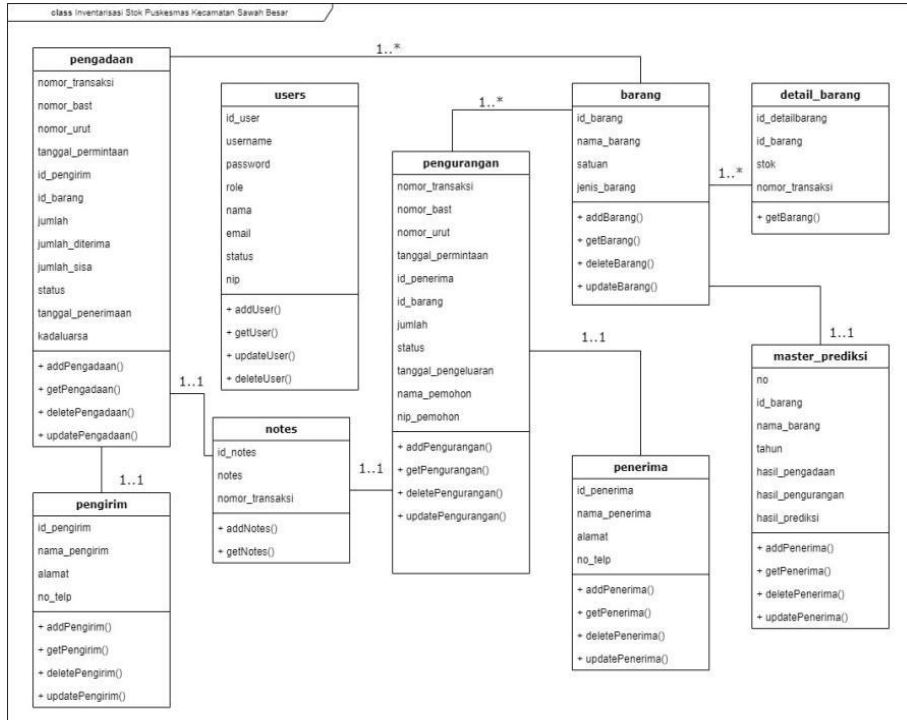 class Inventarisasi Stok Puskesmas Kecamatan Sawah Besar
pengadaan
nomor_transaksi
nomor_bast
nomor_urut
tanggal_permintaan
id_pengirim
id_barang
jumlah
jumlah_diterima
jumlah_sisa
status
tanggal_penerimaan
kadaluarsa
+ addPengadaan()
+ getPengadaan()
+ deletePengadaan()
+ updatePengadaan()
1..1
pengirim
id_pengirim
nama_pengirim
alamat
no_telp
+ addPengirim()
+ getPengirim()
+ deletePengirim()
+ updatePengirim()
users
id_user
username
password
role
nama
email
status
nip
+ addUser()
+ getUser()
+ updateUser()
+ deleteUser()
1..1
notes
id_notes
notes
nomor_transaksi
+ addNotes()
+ getNotes()
1..1
1..*
1..*
pengurangan
nomor_transaksi
nomor_bast
nomor_urut
tanggal_permintaan
id_penerima
id_barang
jumlah
status
tanggal_pengeluaran
nama_pemohon
nip_pemohon
+ addPengurangan()
+ getPengurangan()
+ deletePengurangan()
+ updatePengurangan()
barang
id_barang
nama_barang
satuan
jenis_barang
+ addBarang()
+ getBarang()
+ deleteBarang()
+ updateBarang()
1..1
penerima
id_penerima
nama_penerima
alamat
no_telp
+ addPenerima()
+ getPenerima()
+ deletePenerima()
+ updatePenerima()
1..*
detail_barang
id_detailbarang
id_barang
stok
nomor_transaksi
+ getBarang()
1..1
master_prediksi
no
id_barang
nama_barang
tahun
hasil_pengadaan
hasil_pengurangan
hasil_prediksi
+ addPenerima()
+ getPenerima()
+ deletePenerima()
+ updatePenerima()